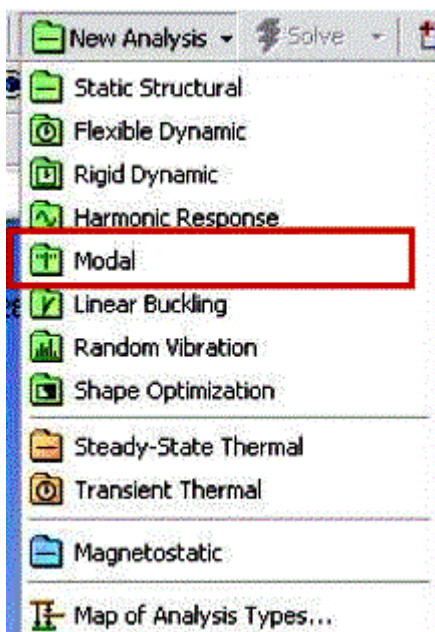 New Analysis Solve
Static Structural
Flexible Dynamic
Rigid Dynamic
Harmonic Response
Modal
Linear Buckling
Random Vibration
Shape Optimization
Steady-State Thermal
Transient Thermal
Magnetostatic
Map of Analysis Types...